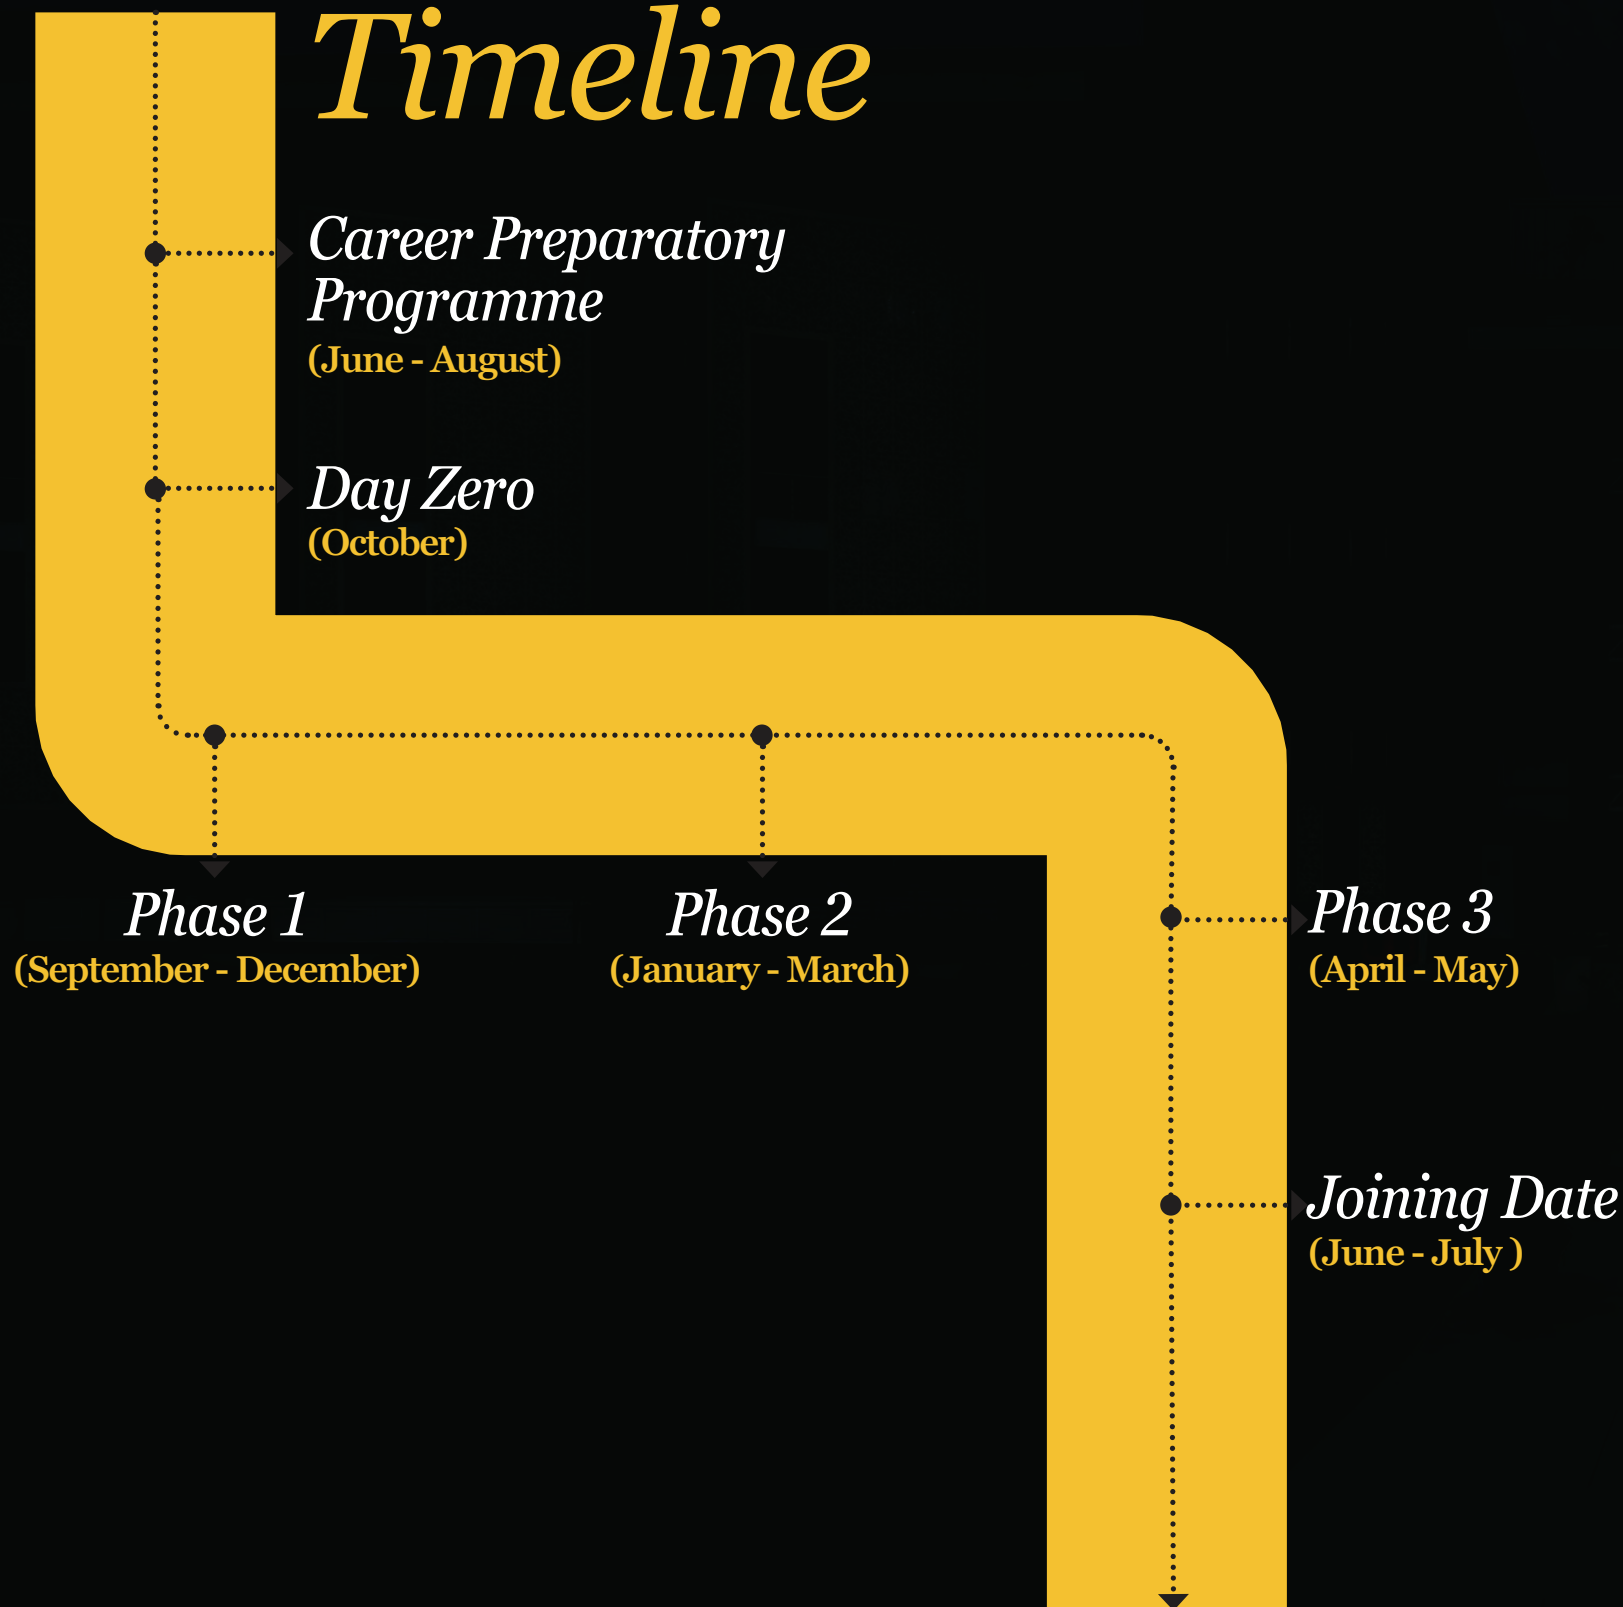 Timeline
Career Preparatory
Programme
(June - August)
Day Zero
(October)
Phase 1
(September - December)
Phase 2
(January - March)
Phase 3
(April - May)
Joining Date
(June - July )